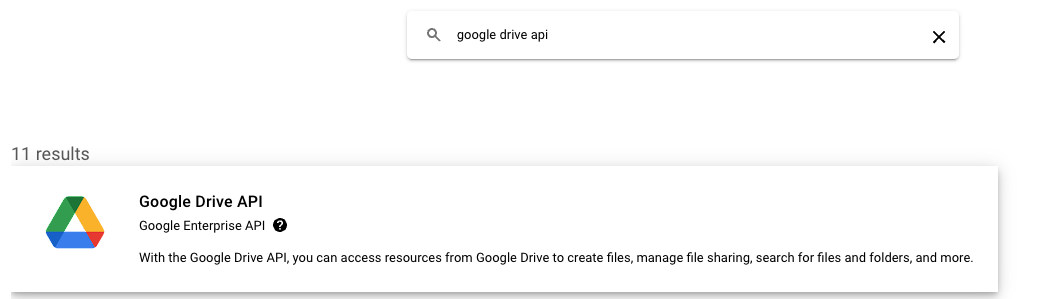 google drive api
11 results
Google Drive API
Google Enterprise API
With the Google Drive API, you can access resources from Google Drive to create files, manage file sharing, search for files and folders, and more.